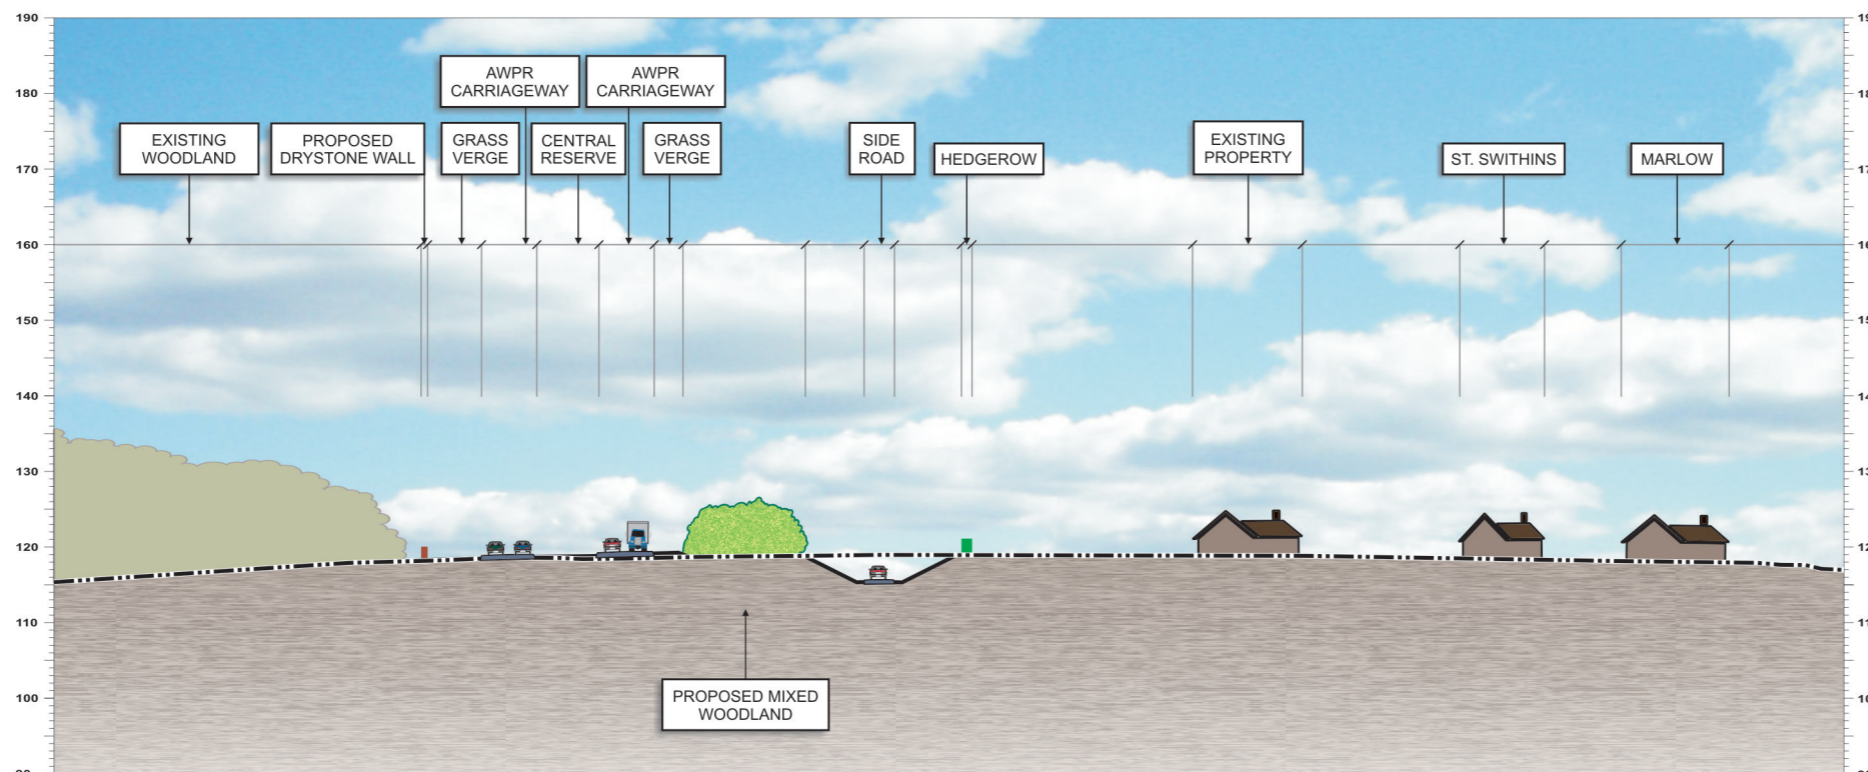 190
180
170
160
150
140
130
120
110
100
AWPR
CARRIAGEWAY
AWPR
CARRIAGEWAY
EXISTING
WOODLAND
PROPOSED
DRYSTONE WALL
GRASS
VERGE
CENTRAL
RESERVE
GRASS
VERGE
SIDE
ROAD
HEDGEROW
EXISTING
PROPERTY
ST. SWITHINS
MARLOW
PROPOSED MIXED
WOODLAND